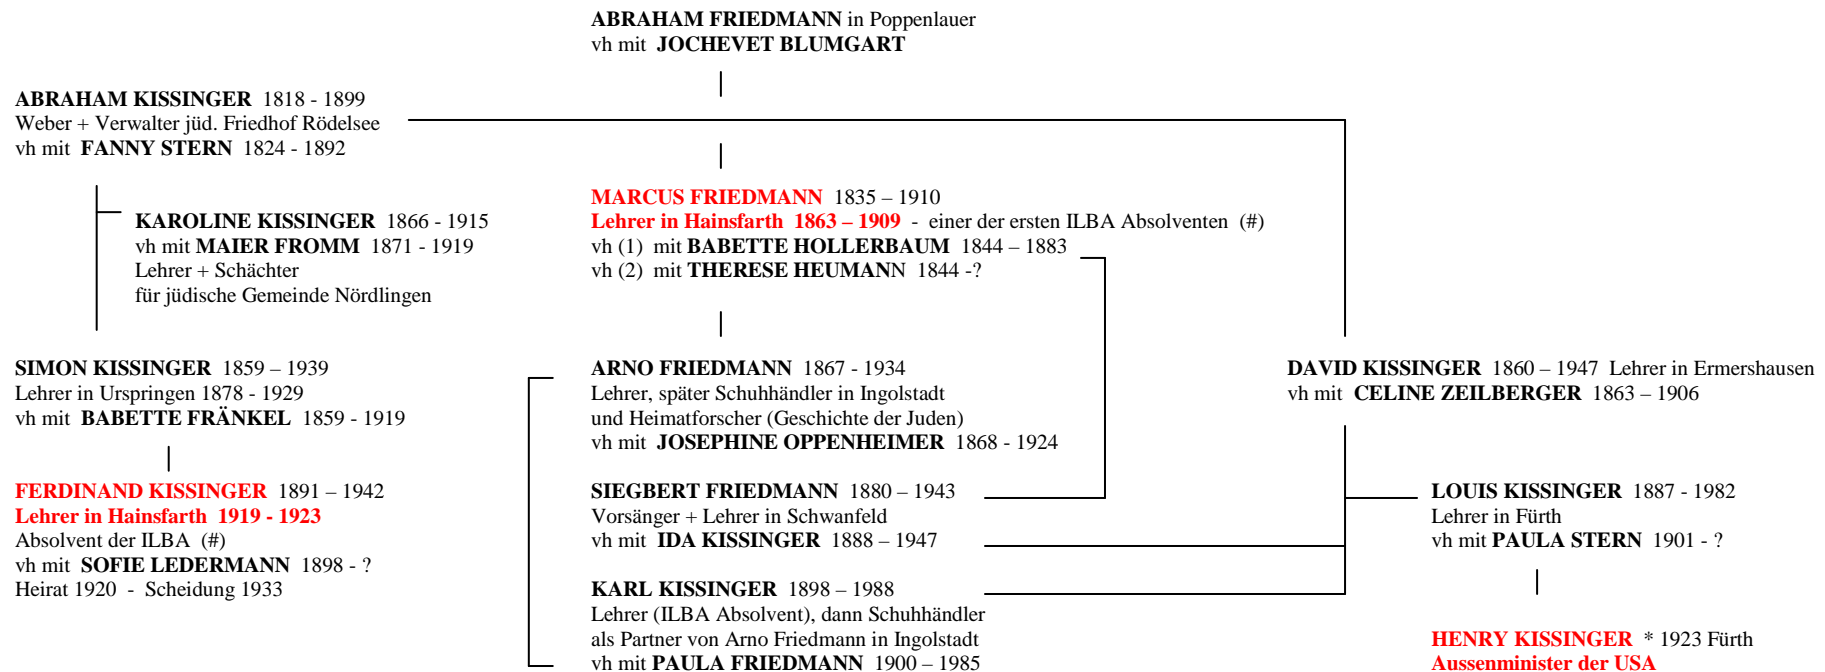 ABRAHAM FRIEDMANN in Poppenlauer
vh mit JOCHEVET BLUMGART
ABRAHAM KISSINGER 1818 - 1899
Weber + Verwalter jüd. Friedhof Rödelsee
vh mit FANNY STERN 1824 - 1892
KAROLINE KISSINGER 1866 - 1915
vh mit MAIER FROMM 1871 - 1919
Lehrer + Schächter
für jüdische Gemeinde Nördlingen
MARCUS FRIEDMANN 1835 – 1910
Lehrer in Hainsfarth 1863 – 1909 - einer der ersten ILBA Absolventen (#)
vh (1) mit BABETTE HOLLERBAUM 1844 – 1883
vh (2) mit THERESE HEUMANN 1844 -?
SIMON KISSINGER 1859 – 1939
Lehrer in Urspringen 1878 - 1929
vh mit BABETTE FRÄNKEL 1859 - 1919
ARNO FRIEDMANN 1867 - 1934
Lehrer, später Schuhhändler in Ingolstadt
und Heimatforscher (Geschichte der Juden)
vh mit JOSEPHINE OPPENHEIMER 1868 - 1924
DAVID KISSINGER 1860 – 1947 Lehrer in Ermershausen
vh mit CELINE ZEILBERGER 1863 – 1906
FERDINAND KISSINGER 1891 – 1942
Lehrer in Hainsfarth 1919 - 1923
Absolvent der ILBA (#)
vh mit SOFIE LEDERMANN 1898 - ?
Heirat 1920 - Scheidung 1933
SIEGBERT FRIEDMANN 1880 – 1943
Vorsänger + Lehrer in Schwanfeld
vh mit IDA KISSINGER 1888 – 1947
LOUIS KISSINGER 1887 - 1982
Lehrer in Fürth
vh mit PAULA STERN 1901 - ?
KARL KISSINGER 1898 – 1988
Lehrer (ILBA Absolvent), dann Schuhhändler
als Partner von Arno Friedmann in Ingolstadt
vh mit PAULA FRIEDMANN 1900 – 1985
HENRY KISSINGER * 1923 Fürth
Aussenminister der USA